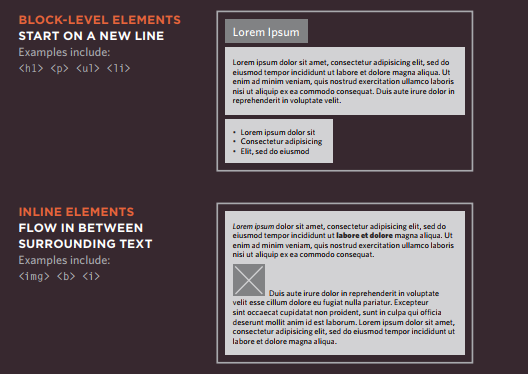 BLOCK-LEVEL ELEMENTS
START ON A NEW LINE
Examples include:
<h1> <p> <ul> <li>
Lorem Ipsum
Lorem ipsum dolor sit amet, consectetur adipisicing elit, sed do
eiusmod tempor incididunt ut labore et dolore magna aliqua. Ut
enim ad minim veniam, quis nostrud exercitation ullamco laboris
nisi ut aliquip ex ea commodo consequat. Duis aute irure dolor in
reprehenderit in voluptate velit.
• Lorem ipsum dolor sit
• Consectetur adipisicing
• Elit, sed do eiusmod
INLINE ELEMENTS
FLOW IN BETWEEN
SURROUNDING TEXT
Examples include:
<img> <b> <i>
Lorem ipsum dolor sit amet, consectetur adipisicing elit, sed do
eiusmod tempor incididunt ut labore et dolore magna aliqua. Ut
enim ad minim veniam, quis nostrud exercitation ullamco laboris
nisi ut aliquip ex ea commodo consequat.
Duis aute irure dolor in reprehenderit in voluptate
velit esse cillum dolore eu fugiat nulla pariatur. Excepteur
sint occaecat cupidatat non proident, sunt in culpa qui officia
deserunt mollit anim id est laborum. Lorem ipsum dolor sit amet,
consectetur adipisicing elit, sed do eiusmod tempor incididunt ut
labore et dolore magna aliqua.